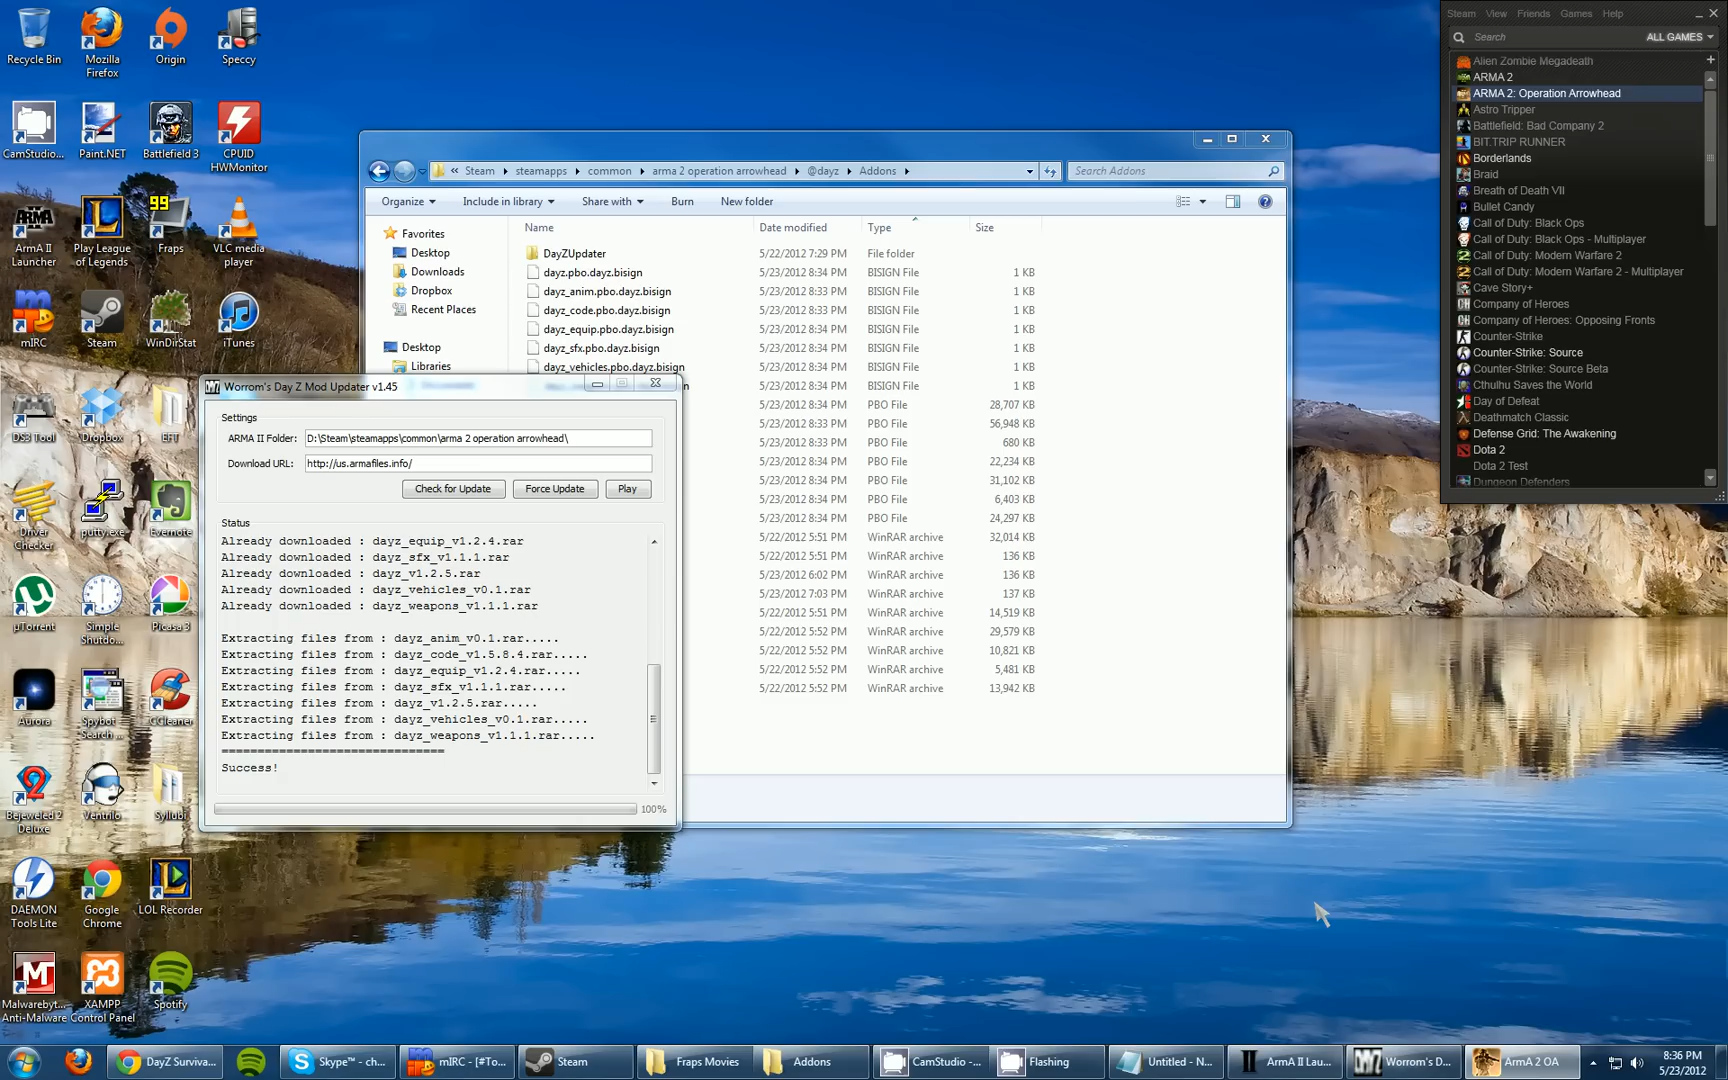 Recycle Bin
Mozilla Firefox
Origin
Speccy
CamStudio...
Paint.NET
Battlefield 3
CPUID HWMonitor
ArmA II Launcher
Play League of Legends
99
Fraps
VLC media player
mIRC
Steam
WinDirStat
iTunes
DS3 Tool
Dropbox
EFT
Driver Checker
putty.exe
Evernote
µTorrent
Simple Shutdo...
Picasa 3
Aurora
Spybot - Search ...
CCleaner
Bejeweled 2 Deluxe
Ventrilo
Syllubi
DAEMON Tools Lite
Google Chrome
LOL Recorder
Malwarebyt... Anti-Malware
XAMPP Control Panel
Spotify
« Steam ▸ steamapps ▸ common ▸ arma 2 operation arrowhead ▸ @dayz ▸ Addons ▸
Search Addons
Organize Include in library Share with Burn New folder
Favorites
Desktop
Downloads
Dropbox
Recent Places
Desktop
Libraries
Name Date modified Type Size
DayZUpdater 5/22/2012 7:29 PM File folder
dayz.pbo.dayz.bisign 5/23/2012 8:34 PM BISIGN File 1 KB
dayz_anim.pbo.dayz.bisign 5/23/2012 8:33 PM BISIGN File 1 KB
dayz_code.pbo.dayz.bisign 5/23/2012 8:33 PM BISIGN File 1 KB
dayz_equip.pbo.dayz.bisign 5/23/2012 8:34 PM BISIGN File 1 KB
dayz_sfx.pbo.dayz.bisign 5/23/2012 8:34 PM BISIGN File 1 KB
dayz_vehicles.pbo.dayz.bisign 5/23/2012 8:34 PM BISIGN File 1 KB
5/23/2012 8:34 PM BISIGN File 1 KB
5/23/2012 8:34 PM PBO File 28,707 KB
5/23/2012 8:33 PM PBO File 56,948 KB
5/23/2012 8:33 PM PBO File 680 KB
5/23/2012 8:34 PM PBO File 22,234 KB
5/23/2012 8:34 PM PBO File 31,102 KB
5/23/2012 8:34 PM PBO File 6,403 KB
5/23/2012 8:34 PM PBO File 24,297 KB
5/22/2012 5:51 PM WinRAR archive 32,014 KB
5/22/2012 5:51 PM WinRAR archive 136 KB
5/23/2012 6:02 PM WinRAR archive 136 KB
5/23/2012 7:03 PM WinRAR archive 137 KB
5/22/2012 5:51 PM WinRAR archive 14,519 KB
5/22/2012 5:52 PM WinRAR archive 29,579 KB
5/22/2012 5:52 PM WinRAR archive 10,821 KB
5/22/2012 5:52 PM WinRAR archive 5,481 KB
5/22/2012 5:52 PM WinRAR archive 13,942 KB
Worrom's Day Z Mod Updater v1.45
Settings
ARMA II Folder: D:\Steam\steamapps\common\arma 2 operation arrowhead\
Download URL: http://us.armafiles.info/
Check for Update Force Update Play
Status
Already downloaded : dayz_equip_v1.2.4.rar
Already downloaded : dayz_sfx_v1.1.1.rar
Already downloaded : dayz_v1.2.5.rar
Already downloaded : dayz_vehicles_v0.1.rar
Already downloaded : dayz_weapons_v1.1.1.rar
Extracting files from : dayz_anim_v0.1.rar.....
Extracting files from : dayz_code_v1.5.8.4.rar.....
Extracting files from : dayz_equip_v1.2.4.rar.....
Extracting files from : dayz_sfx_v1.1.1.rar.....
Extracting files from : dayz_v1.2.5.rar.....
Extracting files from : dayz_vehicles_v0.1.rar.....
Extracting files from : dayz_weapons_v1.1.1.rar.....
===============================
Success!
100%
Steam View Friends Games Help
Search ALL GAMES
Alien Zombie Megadeath
ARMA 2
ARMA 2: Operation Arrowhead
Astro Tripper
Battlefield: Bad Company 2
BIT.TRIP RUNNER
Borderlands
Braid
Breath of Death VII
Bullet Candy
Call of Duty: Black Ops
Call of Duty: Black Ops - Multiplayer
Call of Duty: Modern Warfare 2
Call of Duty: Modern Warfare 2 - Multiplayer
Cave Story+
Company of Heroes
Company of Heroes: Opposing Fronts
Counter-Strike
Counter-Strike: Source
Counter-Strike: Source Beta
Cthulhu Saves the World
Day of Defeat
Deathmatch Classic
Defense Grid: The Awakening
Dota 2
Dota 2 Test
Dungeon Defenders
DayZ Surviva...
Skype™ - ch...
mIRC - [#To...
Steam
Fraps Movies
Addons
CamStudio -...
Flashing
Untitled - N...
ArmA II Lau...
Worrom's D...
ArmA 2 OA
8:36 PM
5/23/2012